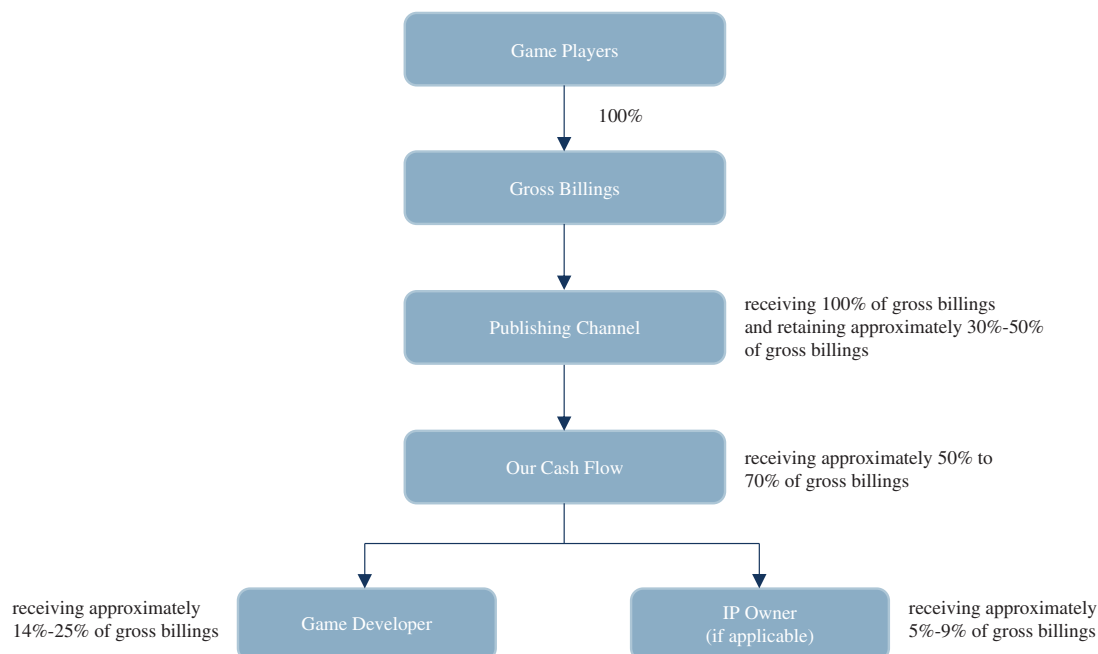 Game Players
100%
Gross Billings
Publishing Channel
receiving 100% of gross billings
and retaining approximately 30%-50%
of gross billings
Our Cash Flow
receiving approximately 50% to
70% of gross billings
receiving approximately
14%-25% of gross billings
Game Developer
IP Owner
(if applicable)
receiving approximately
5%-9% of gross billings